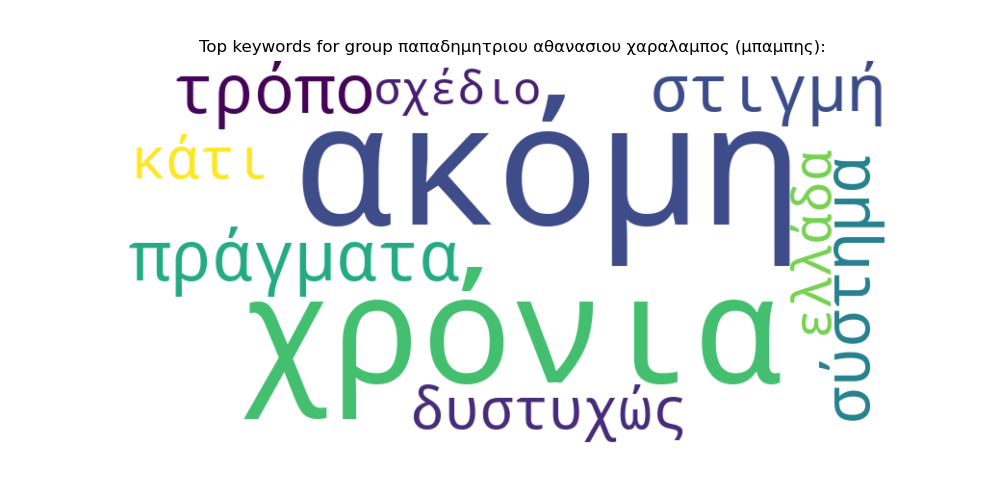 Top keywords for group παπαδημητριου αθανασιου χαραλαμπος (μπαμπης):
τρόπο
σχέδιο
στιγμή
κάτι
ακόμη
ελλάδα
σύστημα
πράγματα
χρόνια
δυστυχώς